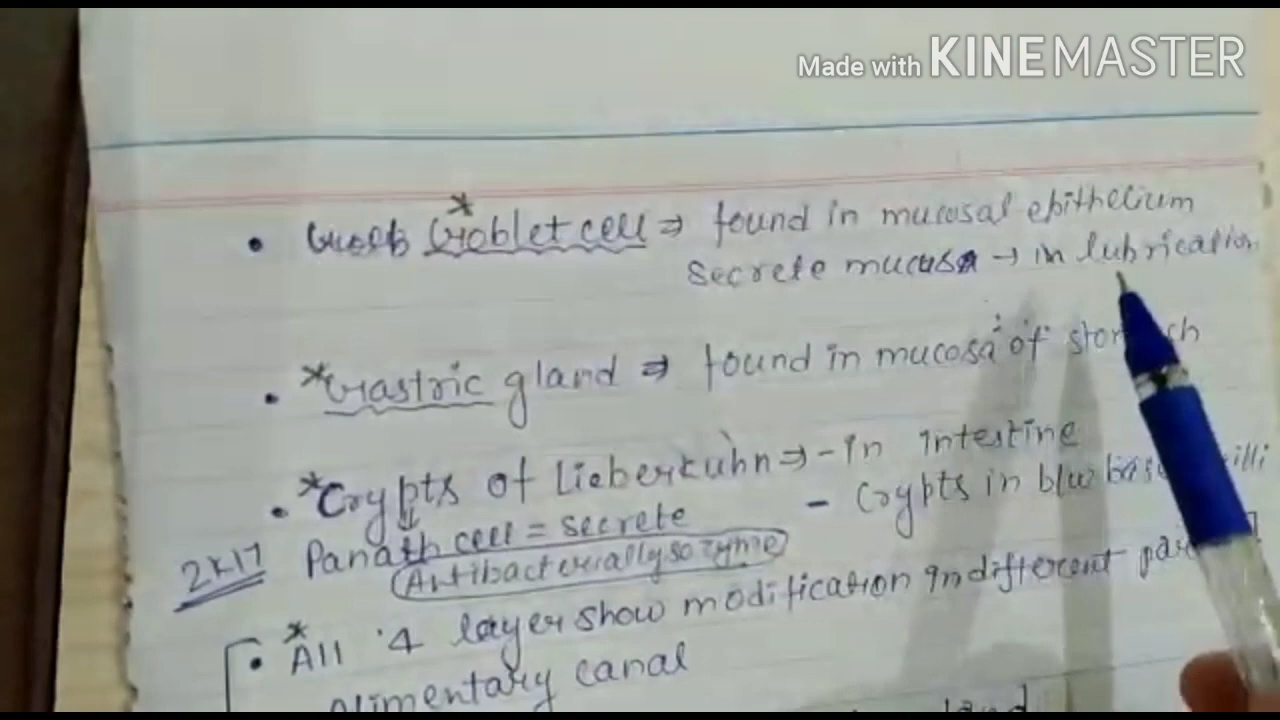 Made with KINEMASTER
* Goblet cell ⇒ found in mucosal epithelium
secrete mucus → in lubrication
* Gastric gland ⇒ found in mucosa of
* Crypts of Lieberkuhn ⇒ - In intestine
- Crypts in b/w
2k17 Panath cell = secrete
Antibacterial lysozyme
* All 4 layer show modification in different
alimentary canal